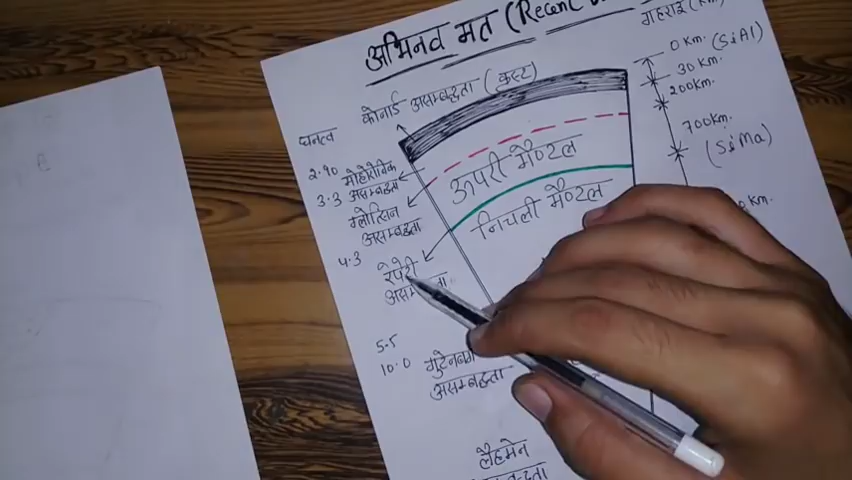 अभिनव मत (Recent
गहराई (Km)
कोनार्ड असम्बद्धता (क्रस्ट)
0 Km. (SiAl)
30 Km.
200Km.
घनत्व
2.90 मोहोरोविक
3.3 असम्बद्धता
ऊपरी मैण्टल
700Km.
(SiMa)
ग्लोत्सिन
असम्बद्धता
निचली मैण्टल
Km.
4.3
रेपेटी
5.5
10.0 गुटेनबर्ग
असम्बद्धता
लैहमेन